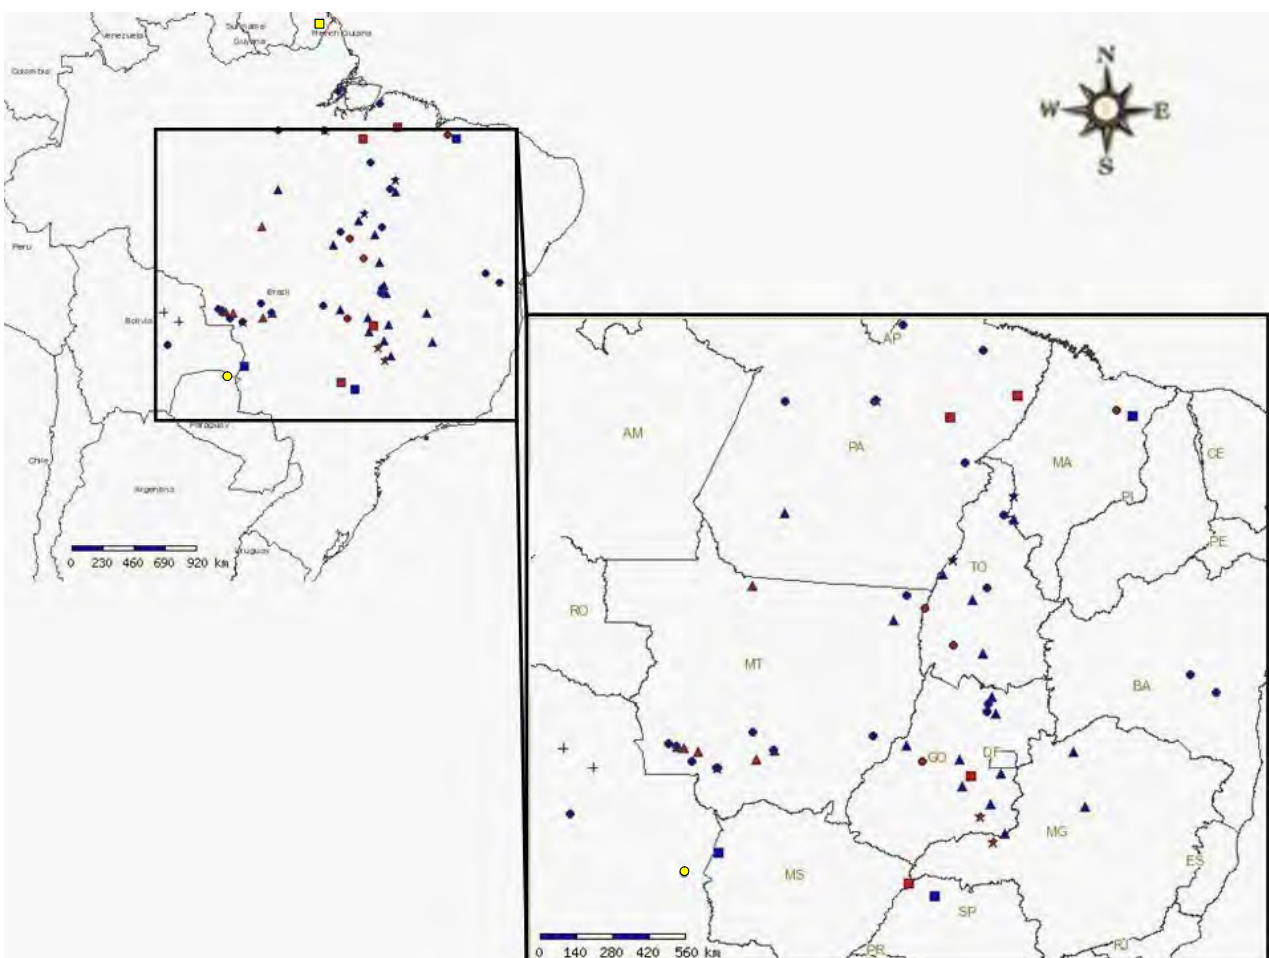 Venezuela
Suriname
French Guiana
Guyana
Colombia
N
W E
S
Peru
Brazil
Bolivia
Paraguay
Chile
Argentina
Uruguay
0 230 460 690 920 km
AP
AM
PA
MA
CE
PI
PE
TO
RO
MT
BA
GO
DF
MG
ES
MS
SP
PR
RJ
0 140 280 420 560 km